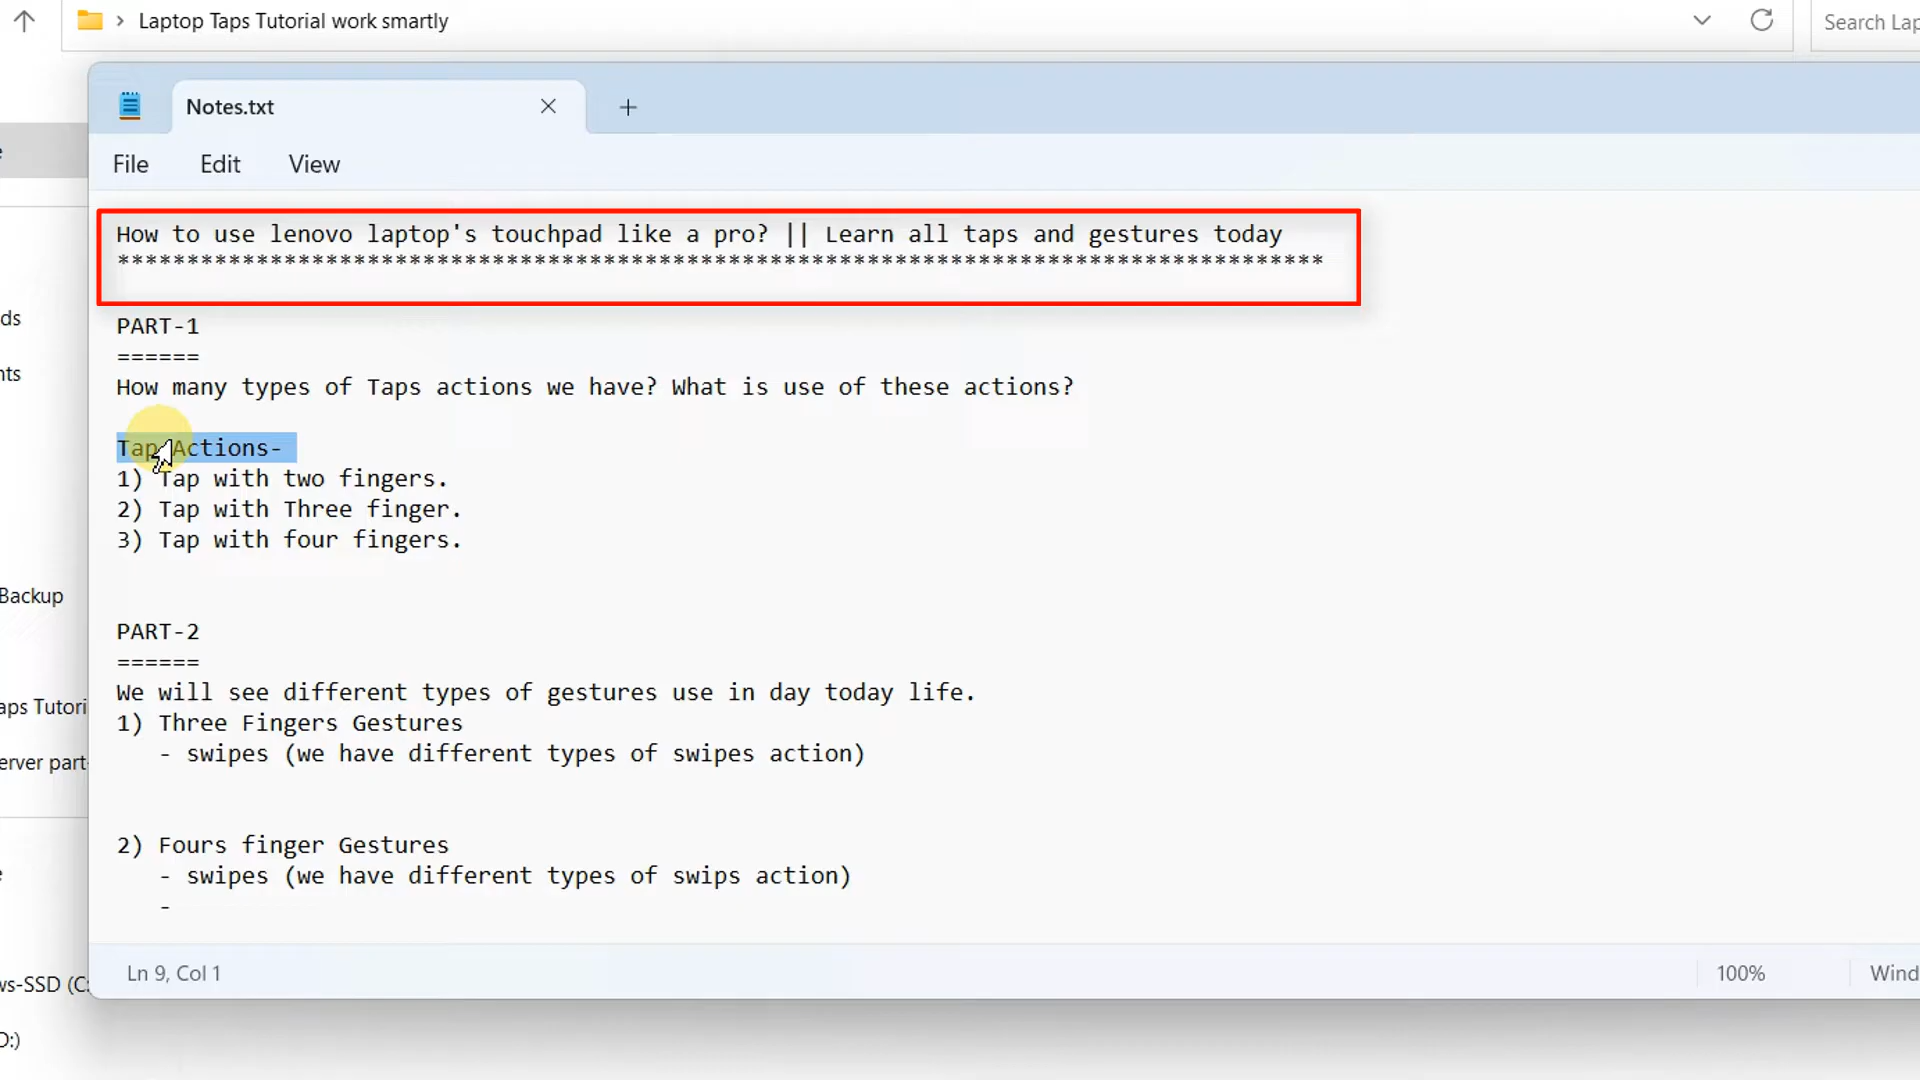 Laptop Taps Tutorial work smartly
Search Lap
Notes.txt
File Edit View
How to use lenovo laptop's touchpad like a pro? || Learn all taps and gestures today
***************************************************************************************
PART-1
======
How many types of Taps actions we have? What is use of these actions?
Tap Actions-
1) Tap with two fingers.
2) Tap with Three finger.
3) Tap with four fingers.
PART-2
======
We will see different types of gestures use in day today life.
1) Three Fingers Gestures
- swipes (we have different types of swipes action)
2) Fours finger Gestures
- swipes (we have different types of swips action)
-
Ln 9, Col 1
100%
Wind
ds
nts
Backup
aps Tutori
erver part-
ws-SSD (C:
D:)